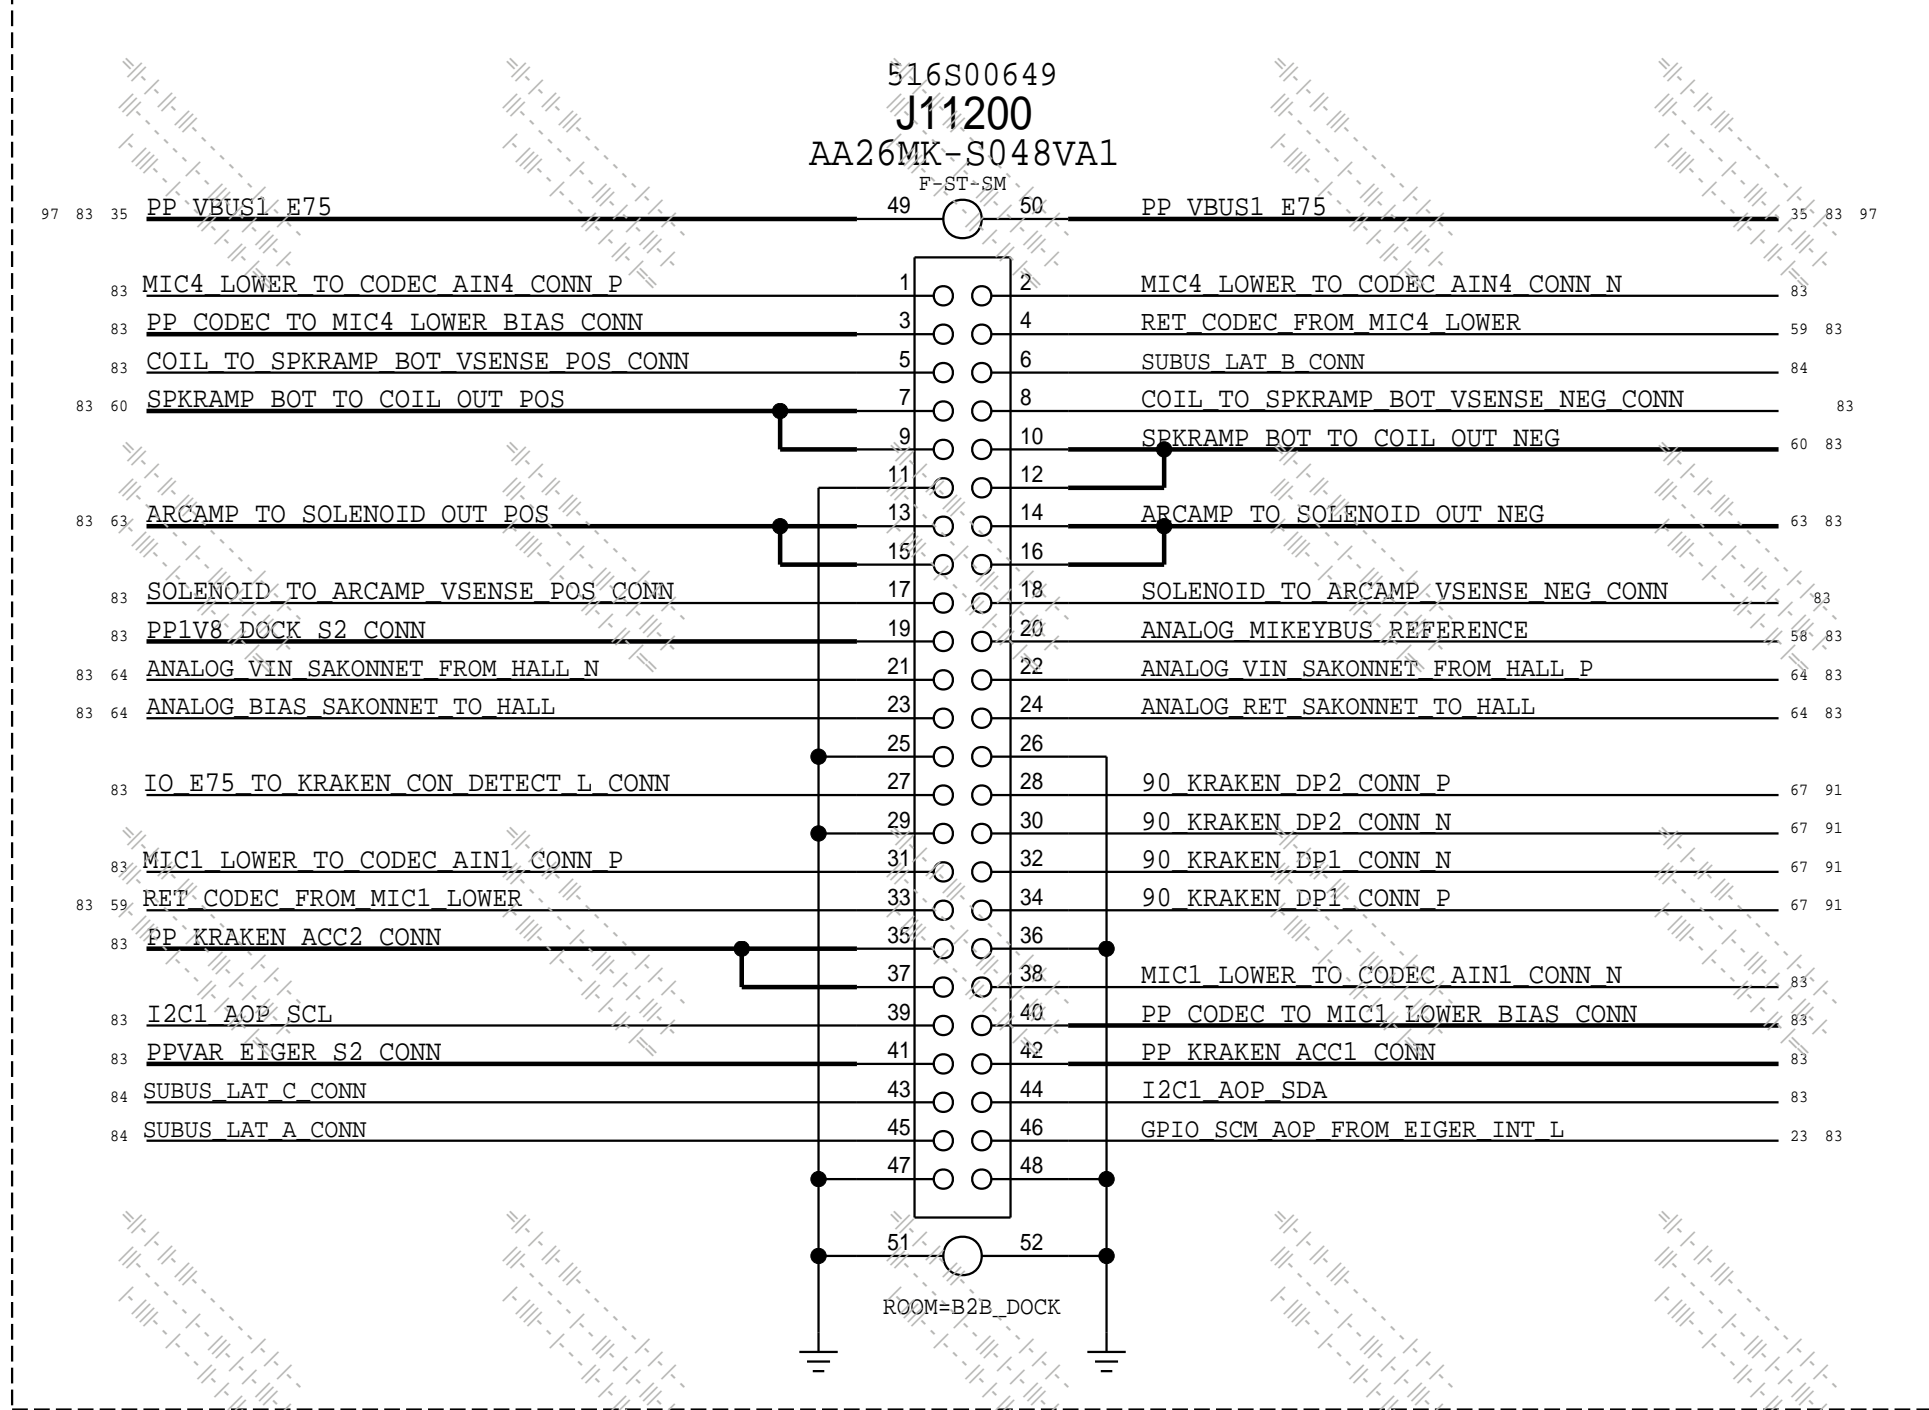 516S00649
J11200
AA26MK-S048VA1
F-ST-SM
97 83 35 PP_VBUS1_E75 49 50 PP_VBUS1_E75 35 83 97
83 MIC4_LOWER_TO_CODEC_AIN4_CONN_P 1 2 MIC4_LOWER_TO_CODEC_AIN4_CONN_N 83
83 PP_CODEC_TO_MIC4_LOWER_BIAS_CONN 3 4 RET_CODEC_FROM_MIC4_LOWER 59 83
83 COIL_TO_SPKRAMP_BOT_VSENSE_POS_CONN 5 6 SUBUS_LAT_B_CONN 84
83 60 SPKRAMP_BOT_TO_COIL_OUT_POS 7 8 COIL_TO_SPKRAMP_BOT_VSENSE_NEG_CONN 83
9 10 SPKRAMP_BOT_TO_COIL_OUT_NEG 60 83
11 12
83 63 ARCAMP_TO_SOLENOID_OUT_POS 13 14 ARCAMP_TO_SOLENOID_OUT_NEG 63 83
15 16
83 SOLENOID_TO_ARCAMP_VSENSE_POS_CONN 17 18 SOLENOID_TO_ARCAMP_VSENSE_NEG_CONN 83
83 PP1V8_DOCK_S2_CONN 19 20 ANALOG_MIKEYBUS_REFERENCE 58 83
83 64 ANALOG_VIN_SAKONNET_FROM_HALL_N 21 22 ANALOG_VIN_SAKONNET_FROM_HALL_P 64 83
83 64 ANALOG_BIAS_SAKONNET_TO_HALL 23 24 ANALOG_RET_SAKONNET_TO_HALL 64 83
25 26
83 IO_E75_TO_KRAKEN_CON_DETECT_L_CONN 27 28 90_KRAKEN_DP2_CONN_P 67 91
29 30 90_KRAKEN_DP2_CONN_N 67 91
83 MIC1_LOWER_TO_CODEC_AIN1_CONN_P 31 32 90_KRAKEN_DP1_CONN_N 67 91
83 59 RET_CODEC_FROM_MIC1_LOWER 33 34 90_KRAKEN_DP1_CONN_P 67 91
83 PP_KRAKEN_ACC2_CONN 35 36
37 38 MIC1_LOWER_TO_CODEC_AIN1_CONN_N 83
83 I2C1_AOP_SCL 39 40 PP_CODEC_TO_MIC1_LOWER_BIAS_CONN 83
83 PPVAR_EIGER_S2_CONN 41 42 PP_KRAKEN_ACC1_CONN 83
84 SUBUS_LAT_C_CONN 43 44 I2C1_AOP_SDA 83
84 SUBUS_LAT_A_CONN 45 46 GPIO_SCM_AOP_FROM_EIGER_INT_L 23 83
47 48
51 52
ROOM=B2B_DOCK